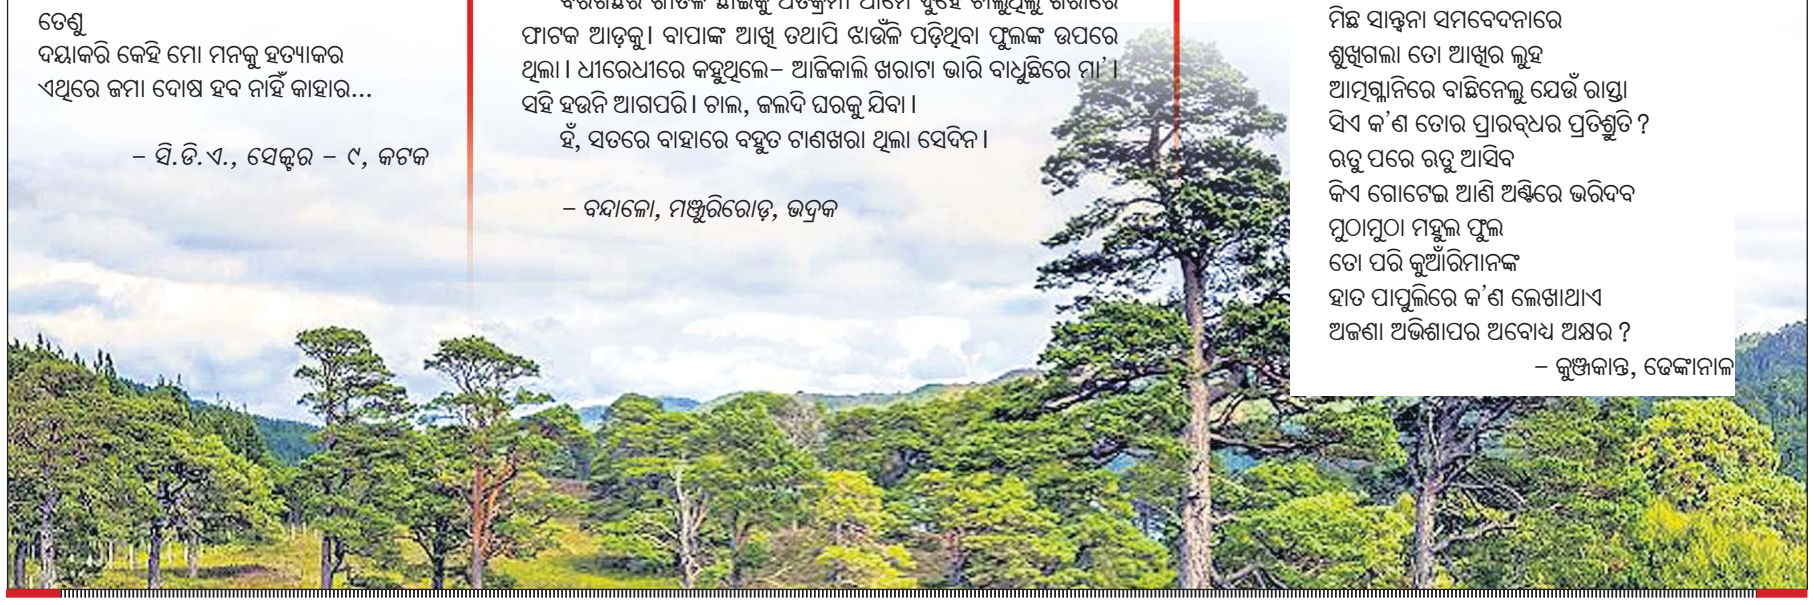 ତେଣୁ
ଦୟାକରି କେହି ମୋ ମନକୁ ହତ୍ୟାକର
ଏଥିରେ ଜମା ଦୋଷ ହବ ନାହିଁ କାହାର...
– ସି.ଡି.ଏ., ସେକ୍ଟର – ୯, କଟକ
ଫାଟକ ଆଡ଼କୁ। ବାପାଙ୍କ ଆଖି ତଥାପି ଝାଉଁଳି ପଡ଼ିଥିବା ଫୁଲଙ୍କ ଉପରେ
ଥିଲା। ଧୀରେଧୀରେ କହୁଥିଲେ– ଆଜିକାଲି ଖରାଟା ଭାରି ବାଧୁଛିରେ ମା'।
ସହି ହଉନି ଆଗପରି। ଚାଲ, ଜଲଦି ଘରକୁ ଯିବା।
ହଁ, ସତରେ ବାହାରେ ବହୁତ ଟାଣଖରା ଥିଲା ସେଦିନ।
– ବନ୍ଦାଳୋ, ମଞ୍ଜୁରିରୋଡ଼, ଭଦ୍ରକ
ମିଛ ସାନ୍ତ୍ୱନା ସମବେଦନାରେ
ଶୁଖିଗଲା ତୋ ଆଖିର ଲୁହ
ଆତ୍ମଗ୍ଳାନିରେ ବାଛିନେଲୁ ଯେଉଁ ରାସ୍ତା
ସିଏ କ'ଣ ତୋର ପ୍ରାରବ୍ଧର ପ୍ରତିଶ୍ରୁତି ?
ଋତୁ ପରେ ଋତୁ ଆସିବ
କିଏ ଗୋଟେଇ ଆଣି ଅଣ୍ଟିରେ ଭରିଦବ
ମୁଠାମୁଠା ମହୁଲ ଫୁଲ
ତୋ ପରି କୁଆଁରିମାନଙ୍କ
ହାତ ପାପୁଲିରେ କ'ଣ ଲେଖାଥାଏ
ଅଜଣା ଅଭିଶାପର ଅବୋଧ୍ୟ ଅକ୍ଷର ?
– କୁଞ୍ଜକାନ୍ତ, ଢେଙ୍କାନାଳ